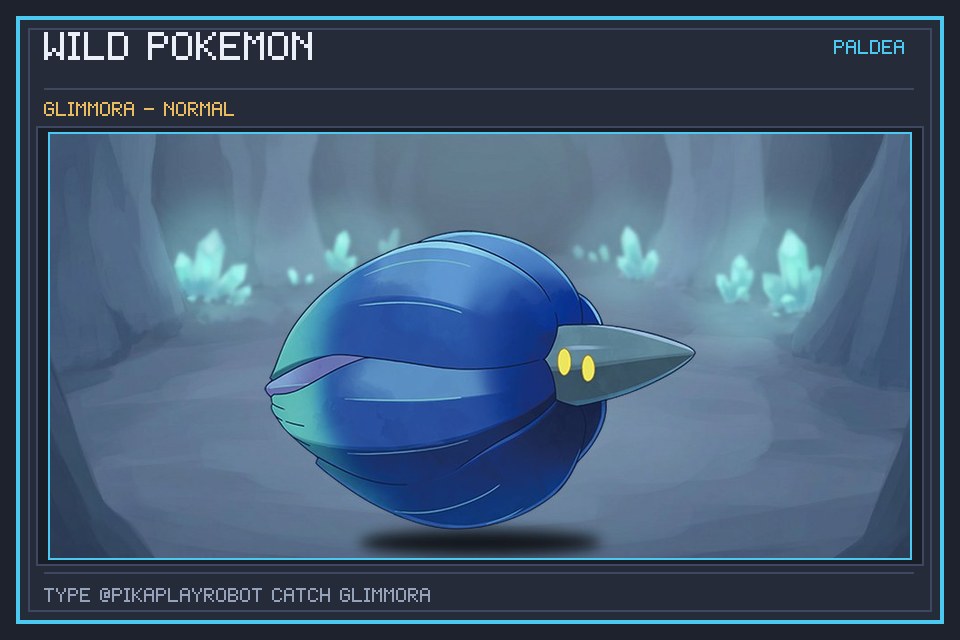 WILD POKEMON
PALDEA
GLIMMORA - NORMAL
TYPE @PIKAPLAYROBOT CATCH GLIMMORA